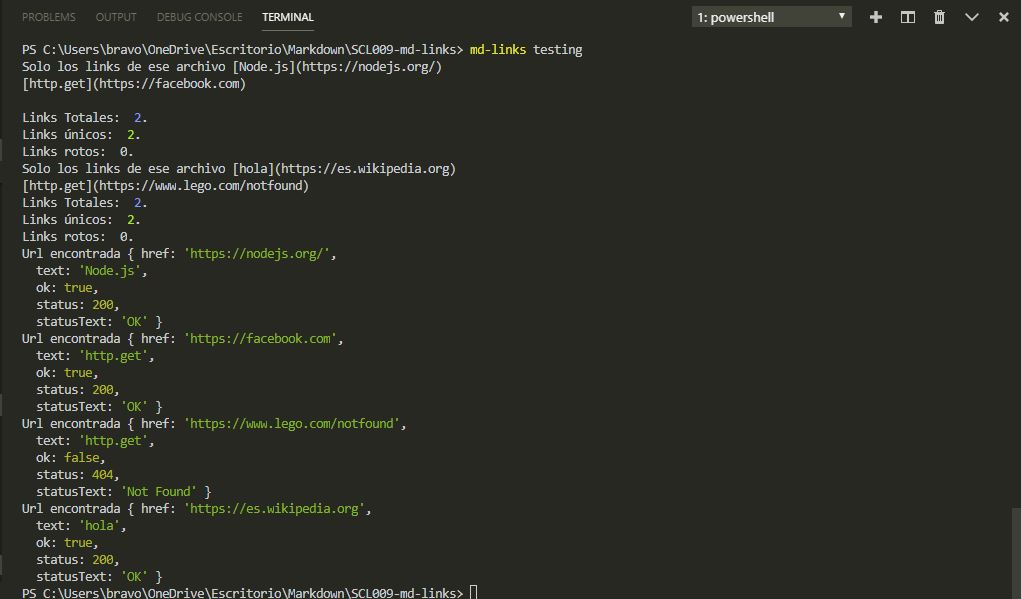 PROBLEMS OUTPUT DEBUG CONSOLE TERMINAL 1: powershell
PS C:\Users\bravo\OneDrive\Escritorio\Markdown\SCL009-md-links> md-links testing
Solo los links de ese archivo [Node.js](https://nodejs.org/)
[http.get](https://facebook.com)
Links Totales:  2.
Links únicos:  2.
Links rotos:  0.
Solo los links de ese archivo [hola](https://es.wikipedia.org)
[http.get](https://www.lego.com/notfound)
Links Totales:  2.
Links únicos:  2.
Links rotos:  0.
Url encontrada { href: 'https://nodejs.org/',
  text: 'Node.js',
  ok: true,
  status: 200,
  statusText: 'OK' }
Url encontrada { href: 'https://facebook.com',
  text: 'http.get',
  ok: true,
  status: 200,
  statusText: 'OK' }
Url encontrada { href: 'https://www.lego.com/notfound',
  text: 'http.get',
  ok: false,
  status: 404,
  statusText: 'Not Found' }
Url encontrada { href: 'https://es.wikipedia.org',
  text: 'hola',
  ok: true,
  status: 200,
  statusText: 'OK' }
PS C:\Users\bravo\OneDrive\Escritorio\Markdown\SCL009-md-links>